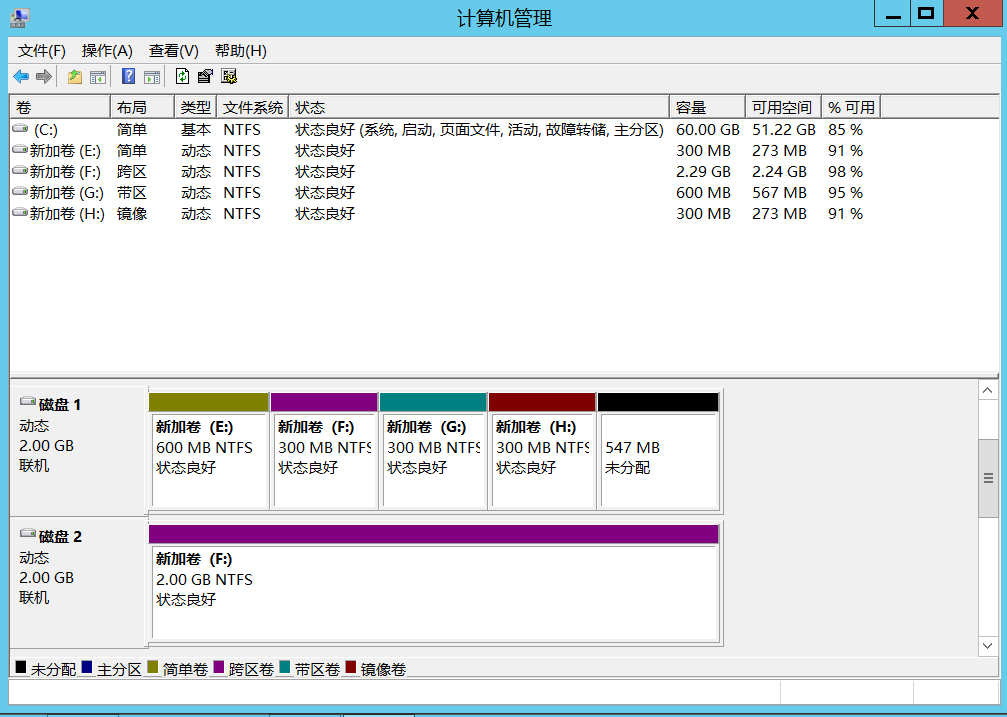 计算机管理
文件(F) 操作(A) 查看(V) 帮助(H)
卷 布局 类型 文件系统 状态 容量 可用空间 % 可用
(C:) 简单 基本 NTFS 状态良好 (系统, 启动, 页面文件, 活动, 故障转储, 主分区) 60.00 GB 51.22 GB 85 %
新加卷 (E:) 简单 动态 NTFS 状态良好 300 MB 273 MB 91 %
新加卷 (F:) 跨区 动态 NTFS 状态良好 2.29 GB 2.24 GB 98 %
新加卷 (G:) 带区 动态 NTFS 状态良好 600 MB 567 MB 95 %
新加卷 (H:) 镜像 动态 NTFS 状态良好 300 MB 273 MB 91 %
磁盘 1
动态
2.00 GB
联机
新加卷 (E:)
600 MB NTFS
状态良好
新加卷 (F:)
300 MB NTFS
状态良好
新加卷 (G:)
300 MB NTFS
状态良好
新加卷 (H:)
300 MB NTFS
状态良好
547 MB
未分配
磁盘 2
动态
2.00 GB
联机
新加卷 (F:)
2.00 GB NTFS
状态良好
未分配 主分区 简单卷 跨区卷 带区卷 镜像卷